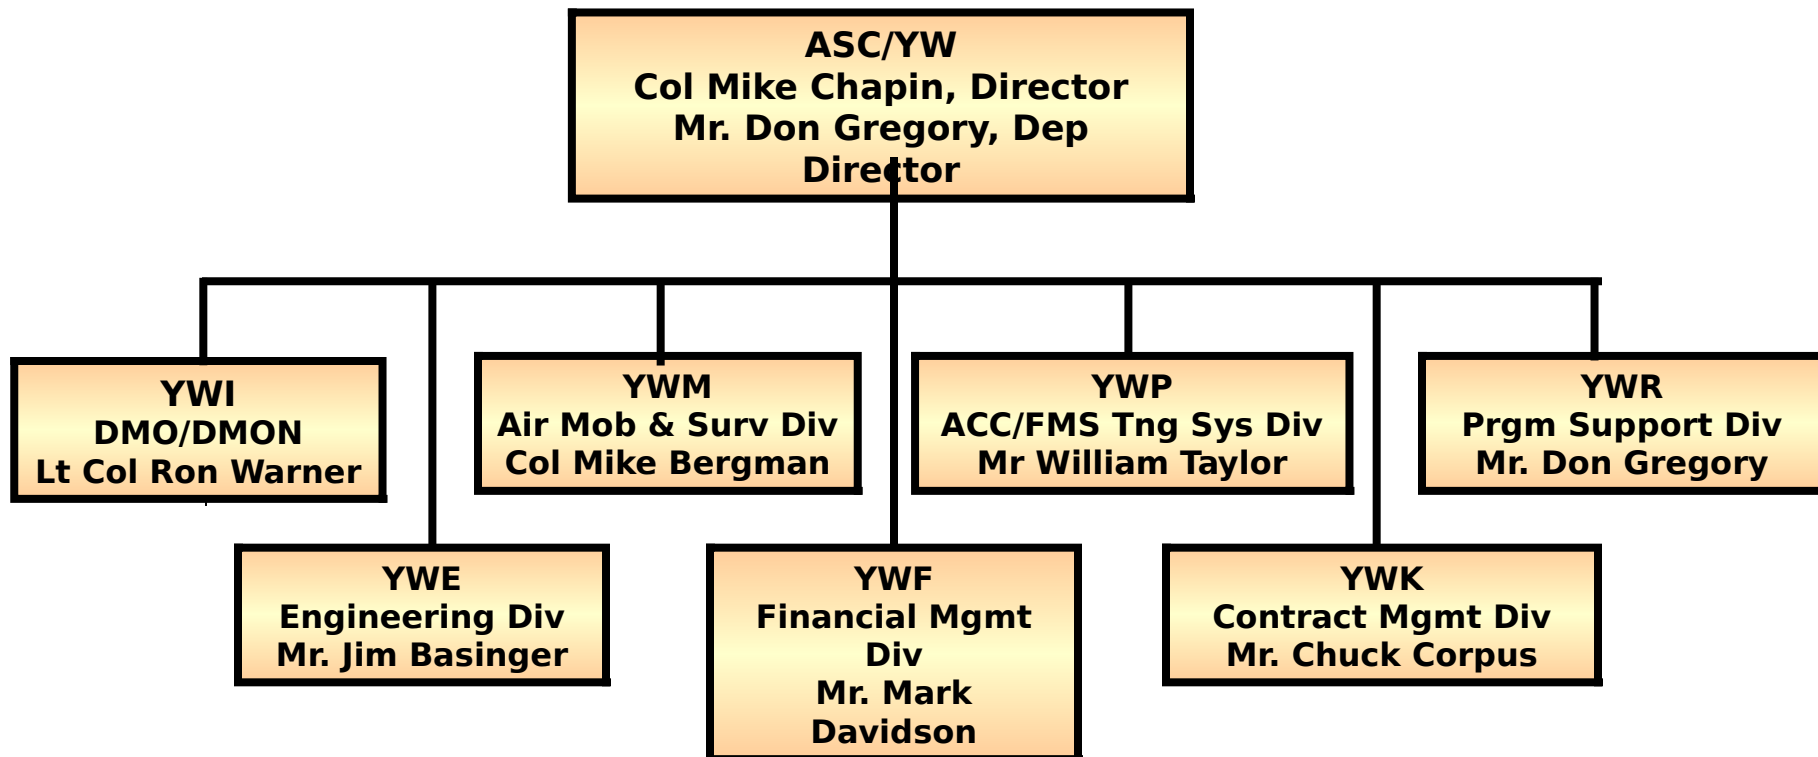 ASC/YW
Col Mike Chapin, Director
Mr. Don Gregory, Dep
Director
YWI
DMO/DMON
Lt Col Ron Warner
YWM
Air Mob & Surv Div
Col Mike Bergman
YWP
ACC/FMS Tng Sys Div
Mr William Taylor
YWR
Prgm Support Div
Mr. Don Gregory
YWE
Engineering Div
Mr. Jim Basinger
YWF
Financial Mgmt
Div
Mr. Mark
Davidson
YWK
Contract Mgmt Div
Mr. Chuck Corpus